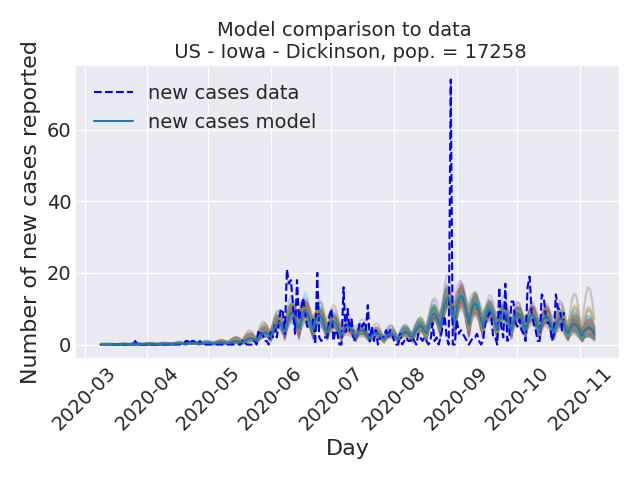 Model comparison to data
US - Iowa - Dickinson, pop. = 17258
Number of new cases reported
new cases data
new cases model
60
40
20
0
2020-03
2020-04
2020-05
2020-06
2020-07
2020-08
2020-09
2020-10
2020-11
Day